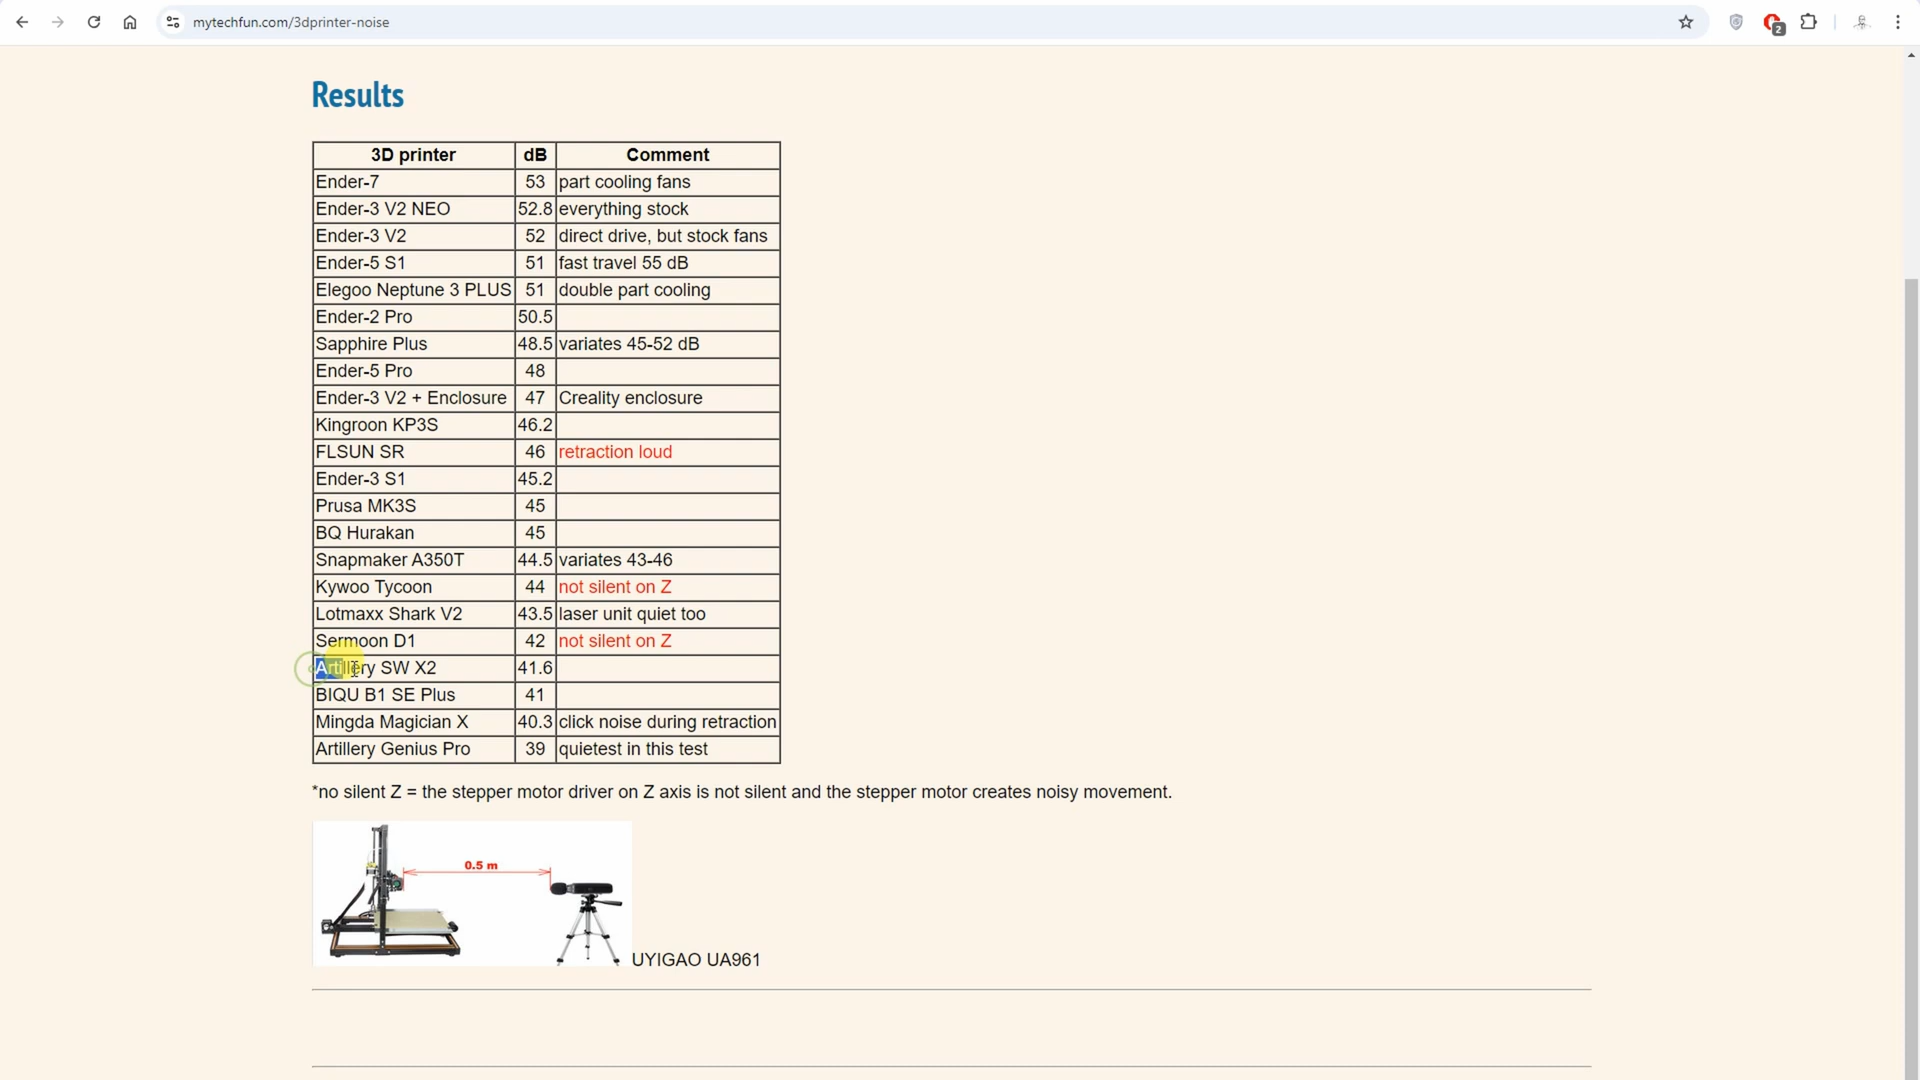 mytechfun.com/3dprinter-noise
2
Results
3D printer dB Comment
Ender-7 53 part cooling fans
Ender-3 V2 NEO 52.8 everything stock
Ender-3 V2 52 direct drive, but stock fans
Ender-5 S1 51 fast travel 55 dB
Elegoo Neptune 3 PLUS 51 double part cooling
Ender-2 Pro 50.5
Sapphire Plus 48.5 variates 45-52 dB
Ender-5 Pro 48
Ender-3 V2 + Enclosure 47 Creality enclosure
Kingroon KP3S 46.2
FLSUN SR 46 retraction loud
Ender-3 S1 45.2
Prusa MK3S 45
BQ Hurakan 45
Snapmaker A350T 44.5 variates 43-46
Kywoo Tycoon 44 not silent on Z
Lotmaxx Shark V2 43.5 laser unit quiet too
Sermoon D1 42 not silent on Z
Artillery SW X2 41.6
BIQU B1 SE Plus 41
Mingda Magician X 40.3 click noise during retraction
Artillery Genius Pro 39 quietest in this test
*no silent Z = the stepper motor driver on Z axis is not silent and the stepper motor creates noisy movement.
0.5 m
UYIGAO UA961